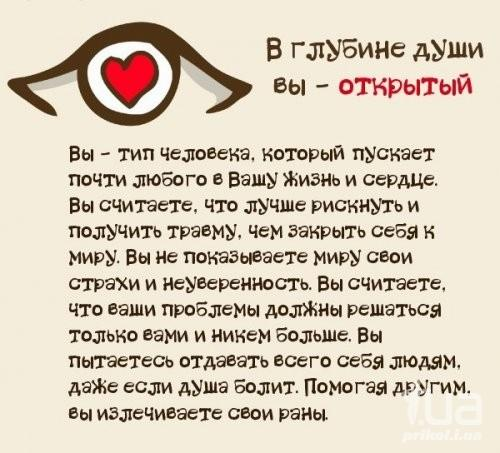 В глубине души
вы – открытый
Вы – тип человека, который пускает
почти любого в Вашу жизнь и сердце.
Вы считаете, что лучше рискнуть и
получить травму, чем закрыть себя к
миру. Вы не показываете миру свои
страхи и неуверенность. Вы считаете,
что ваши проблемы должны решаться
только вами и никем больше. Вы
пытаетесь отдавать всего себя людям,
даже если душа болит. Помогая другим,
вы излечиваете свои раны.
i.ua
prikol.i.ua